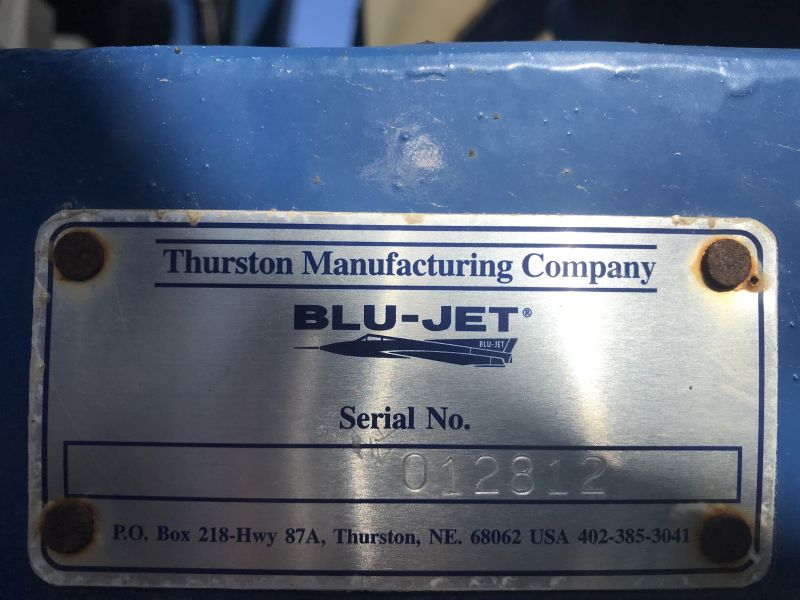 Thurston Manufacturing Company
BLU-JET®
BLU-JET
Serial No.
012812
P.O. Box 218-Hwy 87A, Thurston, NE. 68062 USA 402-385-3041